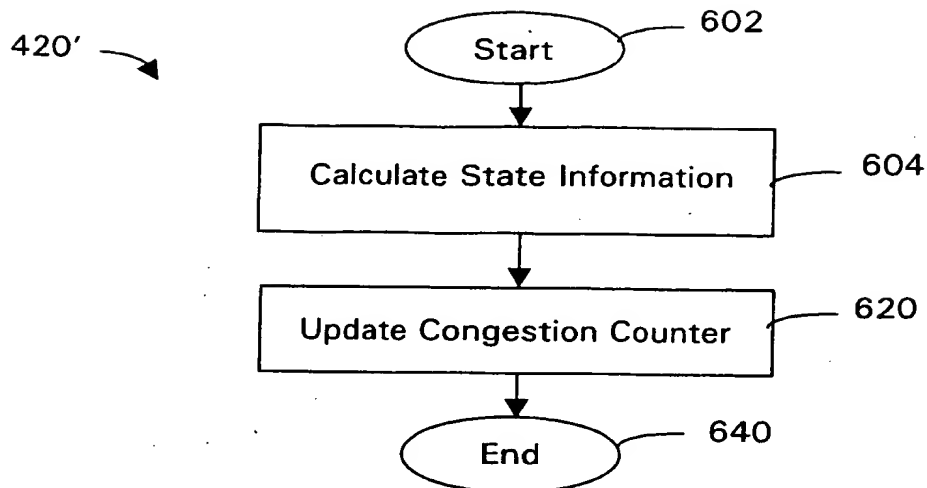 420'
Start
602
Calculate State Information
604
Update Congestion Counter
620
End
640